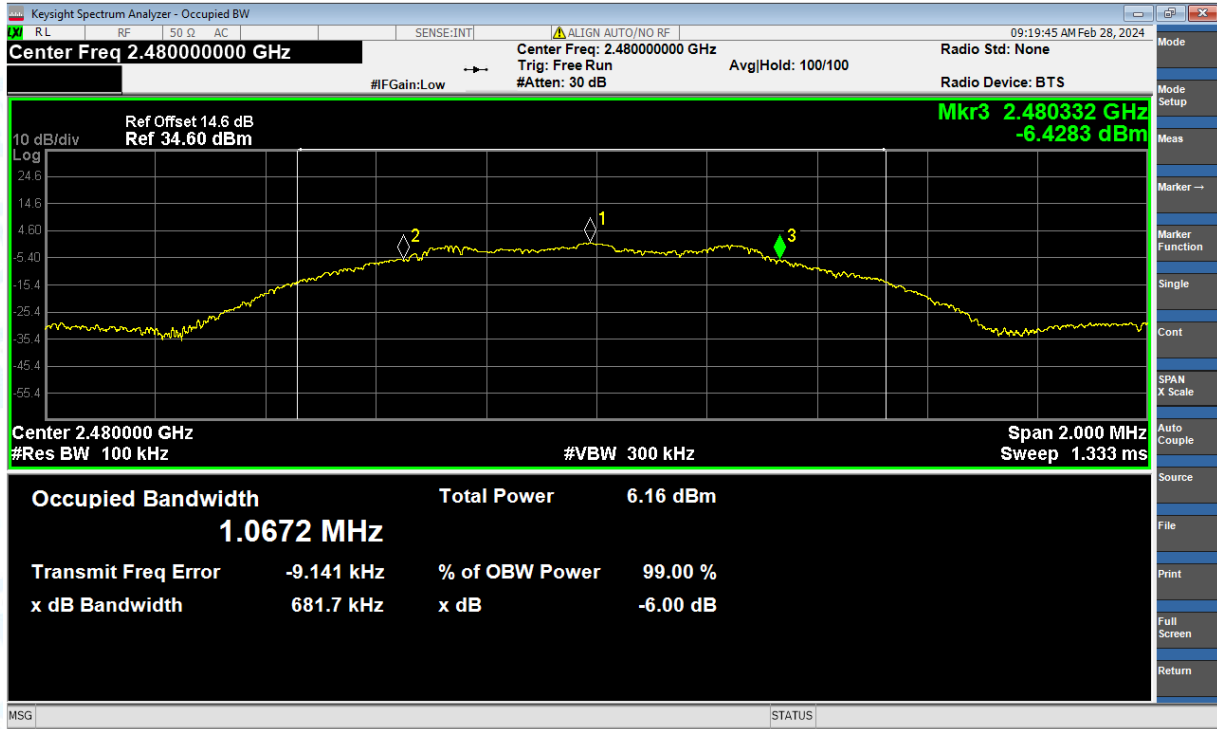 Keysight Spectrum Analyzer - Occupied BW
LXI RL RF 50 Ω AC SENSE:INT ALIGN AUTO/NO RF 09:19:45 AM Feb 28, 2024
Center Freq 2.480000000 GHz
Center Freq: 2.480000000 GHz
Radio Std: None
Trig: Free Run
Avg|Hold: 100/100
#IFGain:Low
#Atten: 30 dB
Radio Device: BTS
Mkr3 2.480332 GHz
-6.4283 dBm
Ref Offset 14.6 dB
10 dB/div Ref 34.60 dBm
Log
24.6
14.6
4.60
-5.40
-15.4
-25.4
-35.4
-45.4
-55.4
1
2
3
Center 2.480000 GHz
Span 2.000 MHz
#Res BW 100 kHz
#VBW 300 kHz
Sweep 1.333 ms
Occupied Bandwidth
1.0672 MHz
Total Power 6.16 dBm
Transmit Freq Error -9.141 kHz
% of OBW Power 99.00 %
x dB Bandwidth 681.7 kHz
x dB -6.00 dB
MSG
STATUS
Mode
Mode
Setup
Meas
Marker→
Marker
Function
Single
Cont
SPAN
X Scale
Auto
Couple
Source
File
Print
Full
Screen
Return